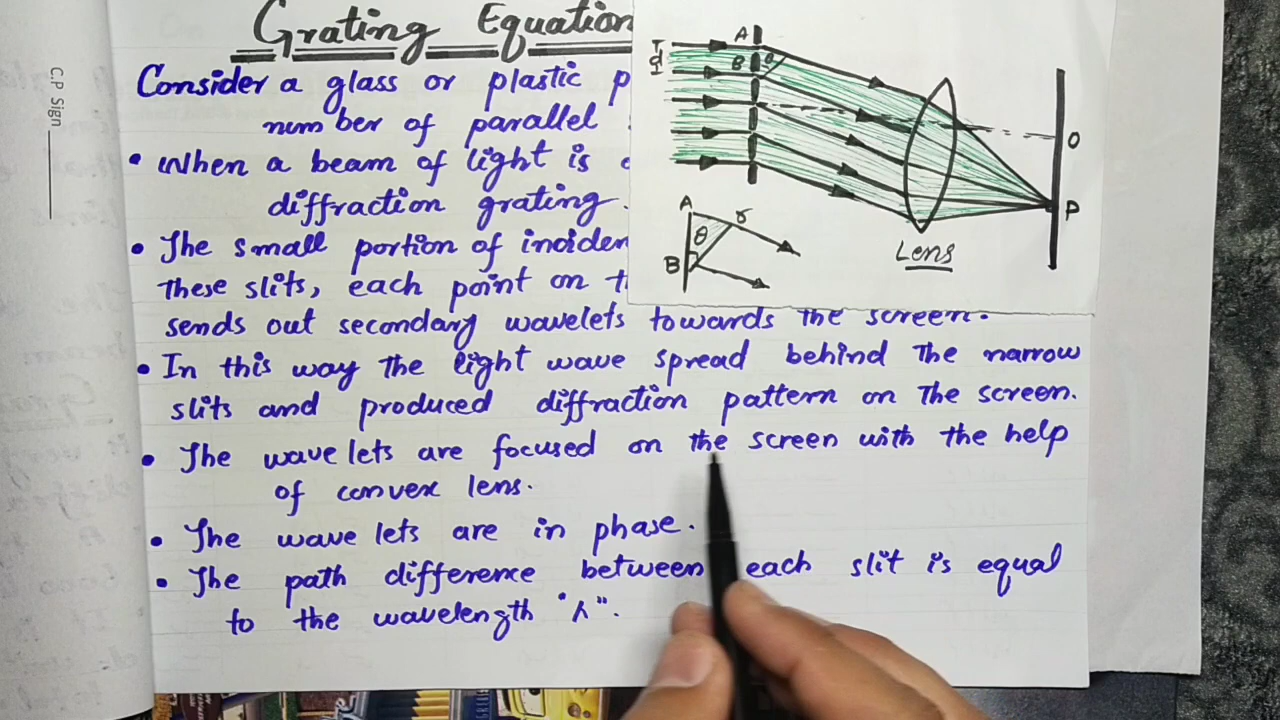 Grating Equation
Consider a glass or plastic p
number of parallel
• When a beam of light is
diffraction grating.
• The small portion of inciden
these slits, each point on
sends out secondary wavelets towards the screen.
• In this way the light wave spread behind the narrow
slits and produced diffraction pattern on the screen.
• The wavelets are focused on the screen with the help
of convex lens.
• The wavelets are in phase.
• The path difference between each slit is equal
to the wavelength "λ".
C.P Sign
A
d
B
θ
O
P
A
r
θ
B
Lens